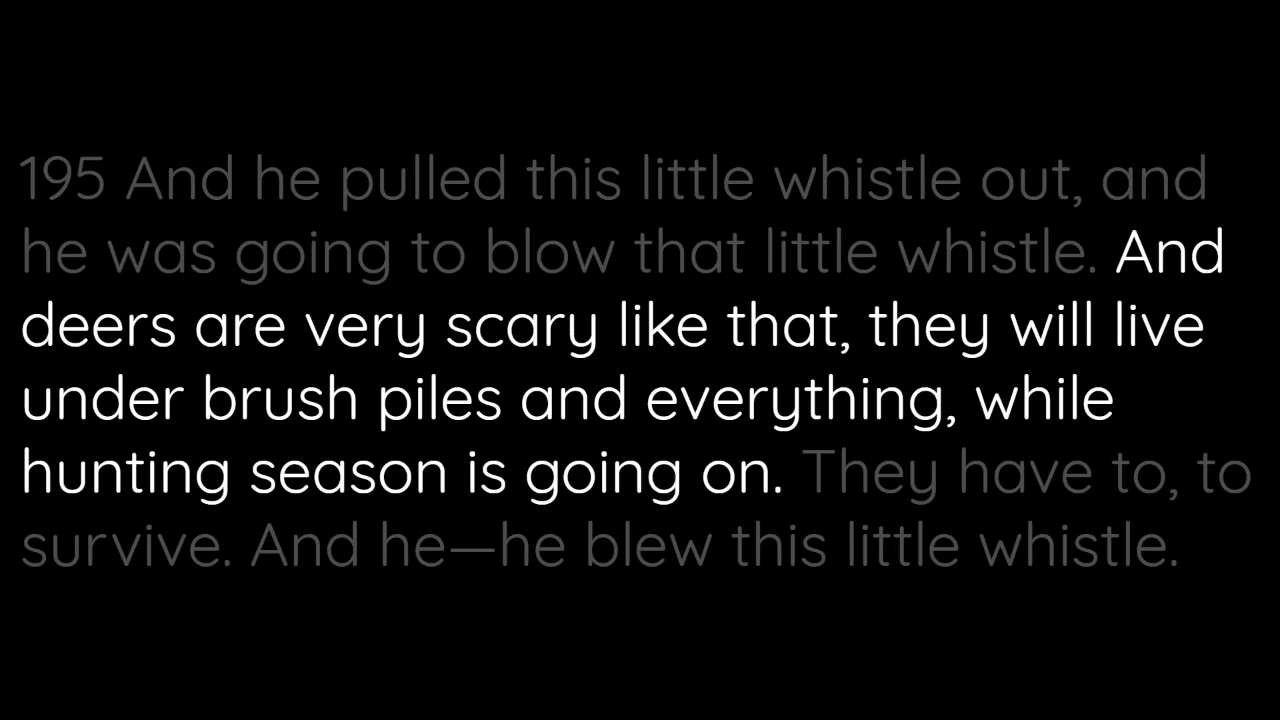 195 And he pulled this little whistle out, and
he was going to blow that little whistle. And
deers are very scary like that, they will live
under brush piles and everything, while
hunting season is going on. They have to, to
survive. And he—he blew this little whistle.